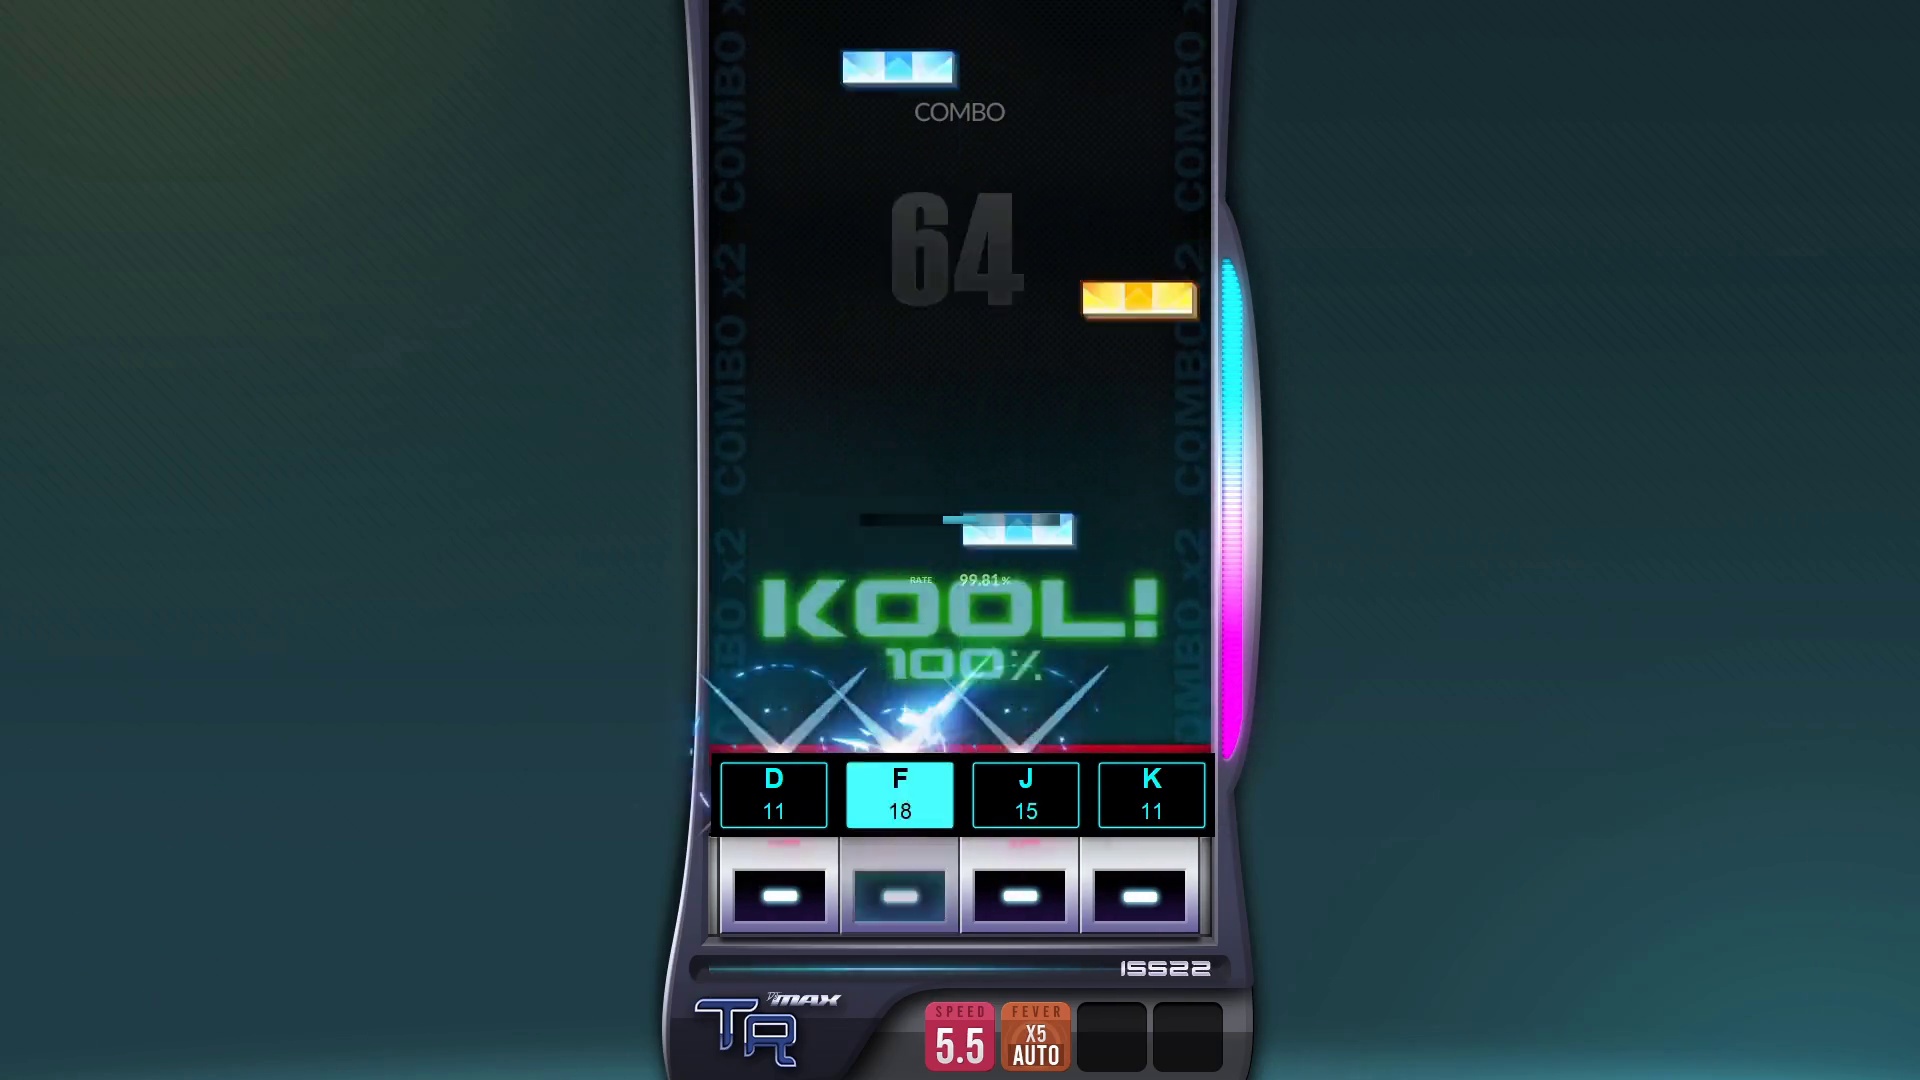 COMBO x2
COMBO x2
COMBO
64
COMBO x2
COMBO x2
RATE 99.81%
KOOL!
100%
COMBO x2
COMBO x2
D F J K
11 18 15 11
15522
DJMAX
TR
SPEED
5.5
FEVER
X5
AUTO